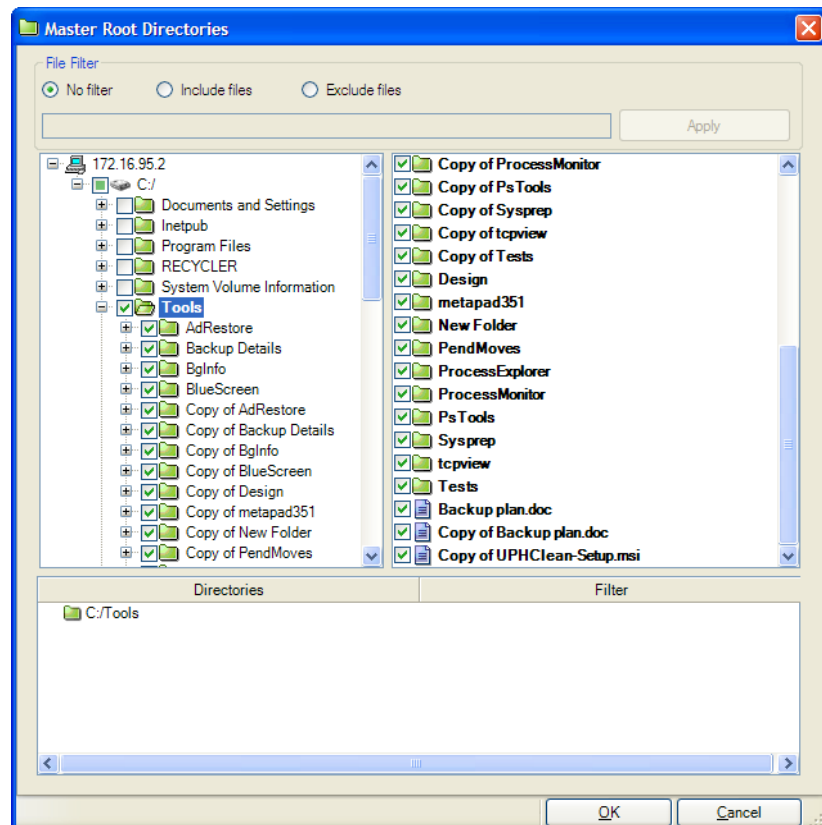 Master Root Directories
File Filter
No filter
Include files
Exclude files
Apply
172.16.95.2
C:/
Documents and Settings
Inetpub
Program Files
RECYCLER
System Volume Information
Tools
AdRestore
Backup Details
BgInfo
BlueScreen
Copy of AdRestore
Copy of Backup Details
Copy of BgInfo
Copy of BlueScreen
Copy of Design
Copy of metapad351
Copy of New Folder
Copy of PendMoves
Copy of ProcessMonitor
Copy of PsTools
Copy of Sysprep
Copy of tcpview
Copy of Tests
Design
metapad351
New Folder
PendMoves
ProcessExplorer
ProcessMonitor
PsTools
Sysprep
tcpview
Tests
Backup plan.doc
Copy of Backup plan.doc
Copy of UPHClean-Setup.msi
Directories
Filter
C:/Tools
OK
Cancel